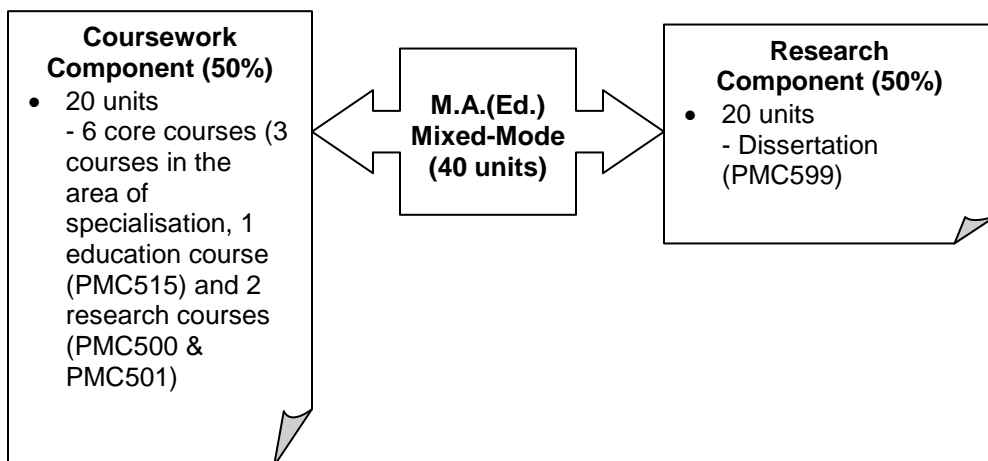 Coursework
Component (50%)
• 20 units
- 6 core courses (3
courses in the
area of
specialisation, 1
education course
(PMC515) and 2
research courses
(PMC500 &
PMC501)
M.A.(Ed.)
Mixed-Mode
(40 units)
Research
Component (50%)
• 20 units
- Dissertation
(PMC599)